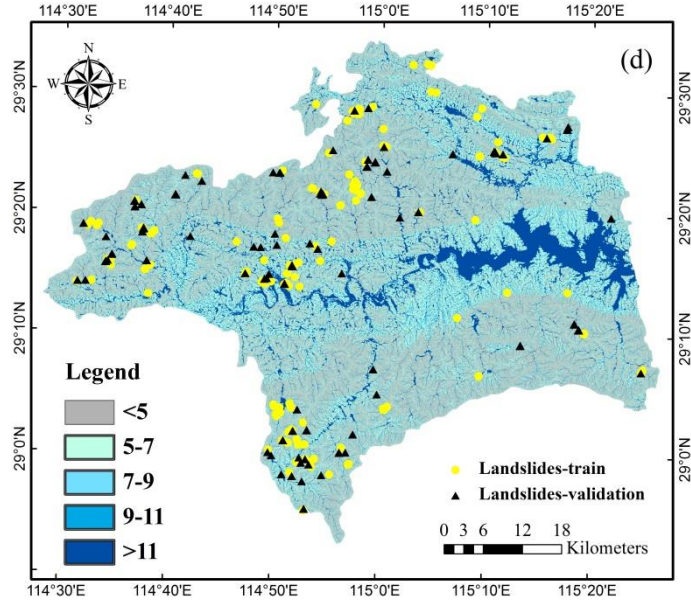 114°30'E 114°40'E 114°50'E 115°0'E 115°10'E 115°20'E
(d)
N
W E
S
29°30'N 29°30'N
29°20'N 29°20'N
29°10'N 29°10'N
29°0'N 29°0'N
Legend
<5
5-7
7-9
9-11
>11
Landslides-train
Landslides-validation
0 3 6 12 18
Kilometers
114°30'E 114°40'E 114°50'E 115°0'E 115°10'E 115°20'E